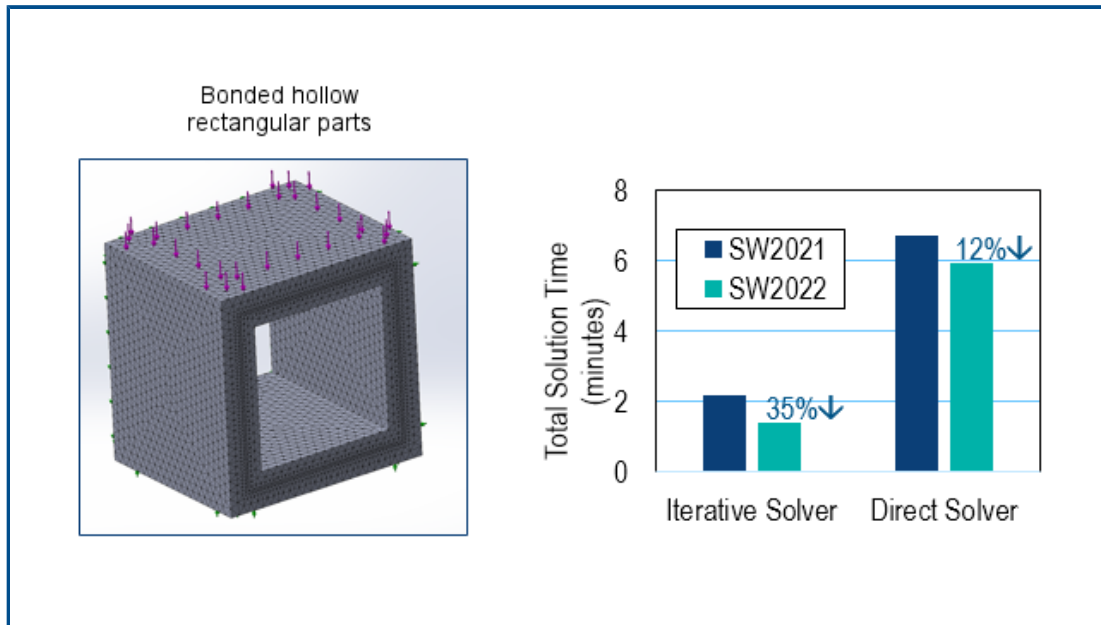 Bonded hollow
rectangular parts
Total Solution Time
(minutes)
8
6
4
2
0
SW2021
SW2022
35%↓
12%↓
Iterative Solver
Direct Solver